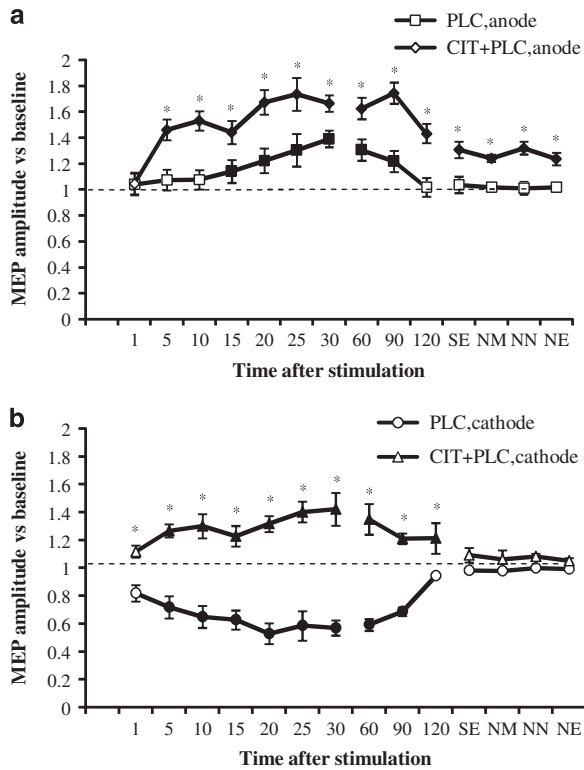 a
PLC,anode
CIT+PLC,anode
MEP amplitude vs baseline
2
1.8
1.6
1.4
1.2
1
0.8
0.6
0.4
0.2
0
* * * * * * * * * * * * *
1 5 10 15 20 25 30 60 90 120 SE NM NN NE
Time after stimulation
b
PLC,cathode
CIT+PLC,cathode
MEP amplitude vs baseline
2
1.8
1.6
1.4
1.2
1
0.8
0.6
0.4
0.2
0
* * * * * * * * * *
1 5 10 15 20 25 30 60 90 120 SE NM NN NE
Time after stimulation